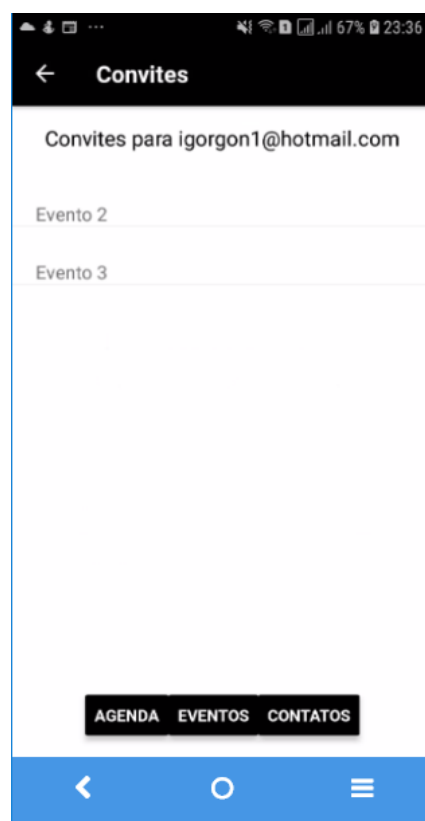 67% 23:36
Convites
Convites para igorgon1@hotmail.com
Evento 2
Evento 3
AGENDA EVENTOS CONTATOS